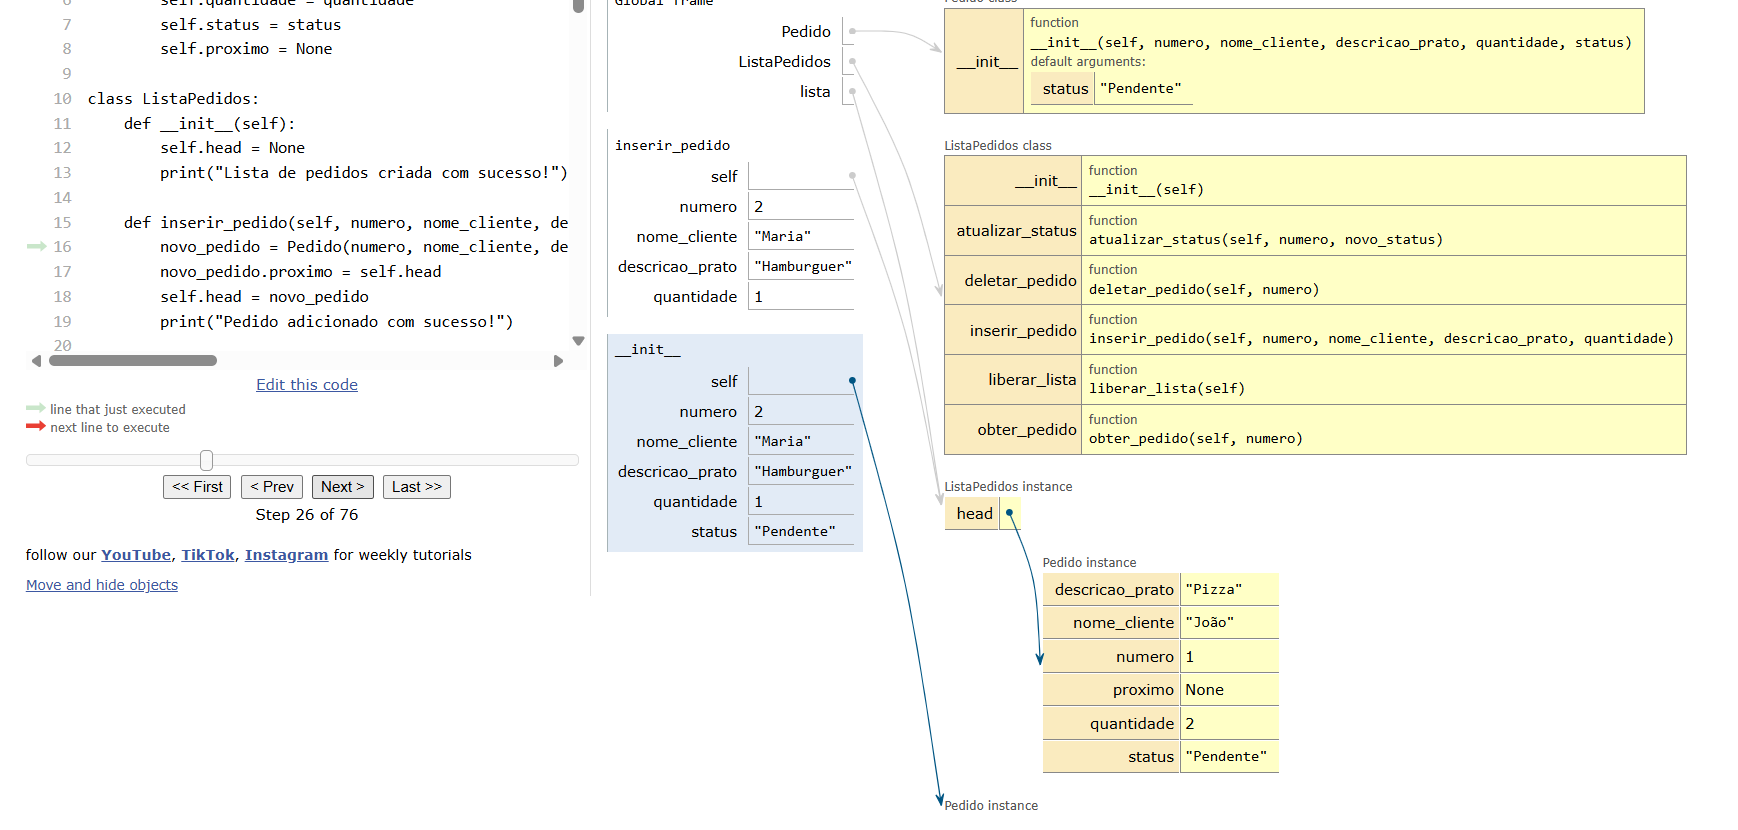 6 self.quantidade = quantidade
7 self.status = status
8 self.proximo = None
9
10 class ListaPedidos:
11 def __init__(self):
12 self.head = None
13 print("Lista de pedidos criada com sucesso!")
14
15 def inserir_pedido(self, numero, nome_cliente, de
16 novo_pedido = Pedido(numero, nome_cliente, de
17 novo_pedido.proximo = self.head
18 self.head = novo_pedido
19 print("Pedido adicionado com sucesso!")
20
Edit this code
line that just executed
next line to execute
<< First < Prev Next > Last >>
Step 26 of 76
follow our YouTube, TikTok, Instagram for weekly tutorials
Move and hide objects
Global frame
Pedido
ListaPedidos
lista
inserir_pedido
self
numero 2
nome_cliente "Maria"
descricao_prato "Hamburguer"
quantidade 1
__init__
self
numero 2
nome_cliente "Maria"
descricao_prato "Hamburguer"
quantidade 1
status "Pendente"
Pedido class
function
__init__ __init__(self, numero, nome_cliente, descricao_prato, quantidade, status)
default arguments:
status "Pendente"
ListaPedidos class
function
__init__ __init__(self)
function
atualizar_status atualizar_status(self, numero, novo_status)
function
deletar_pedido deletar_pedido(self, numero)
function
inserir_pedido inserir_pedido(self, numero, nome_cliente, descricao_prato, quantidade)
function
liberar_lista liberar_lista(self)
function
obter_pedido obter_pedido(self, numero)
ListaPedidos instance
head
Pedido instance
descricao_prato "Pizza"
nome_cliente "João"
numero 1
proximo None
quantidade 2
status "Pendente"
Pedido instance